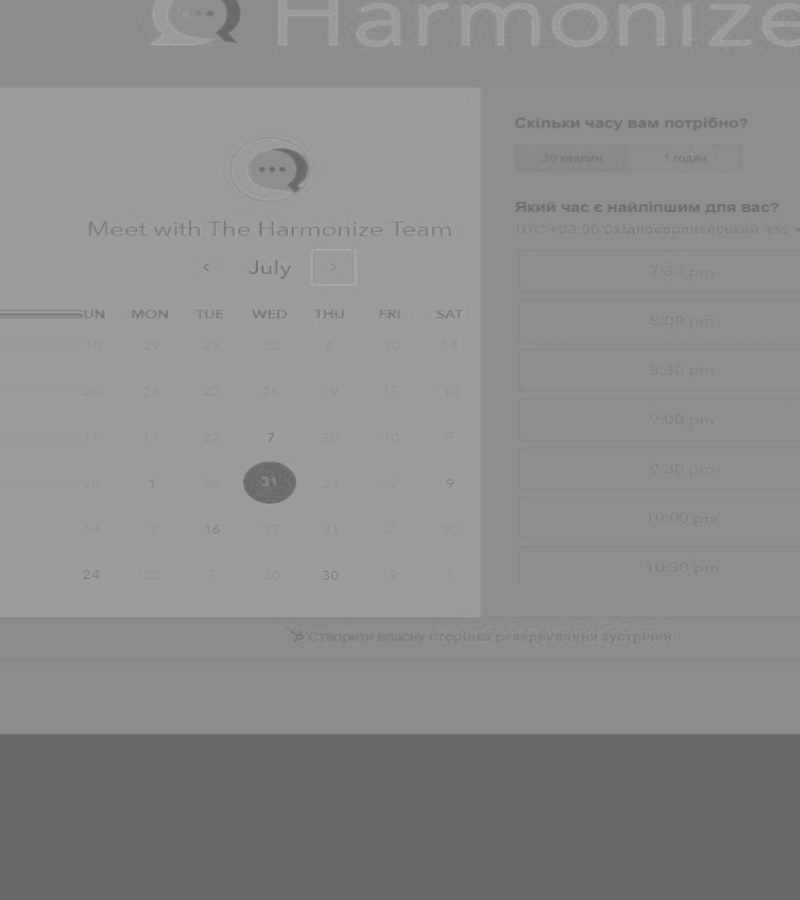 Harmonize
Meet with The Harmonize Team
July
SUN MON TUE WED THU FRI SAT
10 29 29 22 4 10 14
20 26 22 26 19 15 10
11 11 22 7 28 10 9
20 1 30 31 24 22 9
14 3 16 17 31 2 30
24 22 7 30 30 19 7
Скільки часу вам потрібно?
30 хвилин 1 годин
Який час є найліпшим для вас?
UTC +03:00 Східноєвропейський час
7:30 pm
8:00 pm
8:30 pm
9:00 pm
9:30 pm
10:00 pm
10:30 pm
Створити власну сторінка резервування зустрічей